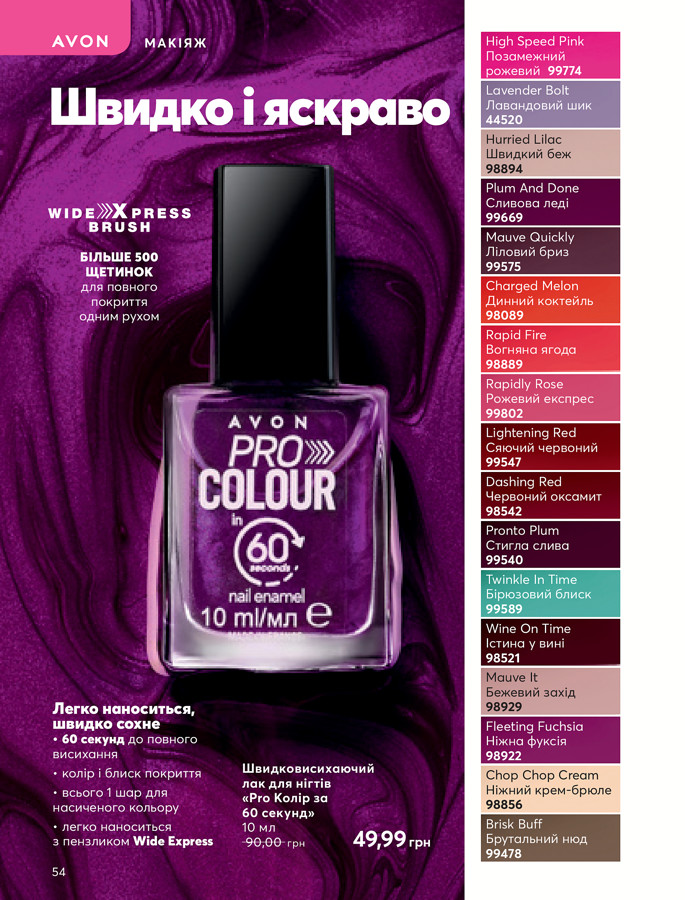 AVON
МАКІЯЖ
Швидко і яскраво
WIDE XPRESS
BRUSH
БІЛЬШЕ 500
ЩЕТИНОК
для повного
покриття
одним рухом
AVON
PRO
COLOUR
in
60
seconds
nail enamel
10 ml/мл e
MADE IN FRANCE
Легко наноситься,
швидко сохне
• 60 секунд до повного
висихання
• колір і блиск покриття
• всього 1 шар для
насиченого кольору
• легко наноситься
з пензликом Wide Express
Швидковисихаючий
лак для нігтів
«Pro Колір за
60 секунд»
10 мл
90,00 грн
49,99 грн
54
High Speed Pink
Позамежний
рожевий 99774
Lavender Bolt
Лавандовий шик
44520
Hurried Lilac
Швидкий беж
98894
Plum And Done
Сливова леді
99669
Mauve Quickly
Ліловий бриз
99575
Charged Melon
Динний коктейль
98089
Rapid Fire
Вогняна ягода
98889
Rapidly Rose
Рожевий експрес
99802
Lightening Red
Сяючий червоний
99547
Dashing Red
Червоний оксамит
98542
Pronto Plum
Стигла слива
99540
Twinkle In Time
Бірюзовий блиск
99589
Wine On Time
Істина у вині
98521
Mauve It
Бежевий захід
98929
Fleeting Fuchsia
Ніжна фуксія
98922
Chop Chop Cream
Ніжний крем-брюле
98856
Brisk Buff
Брутальний нюд
99478